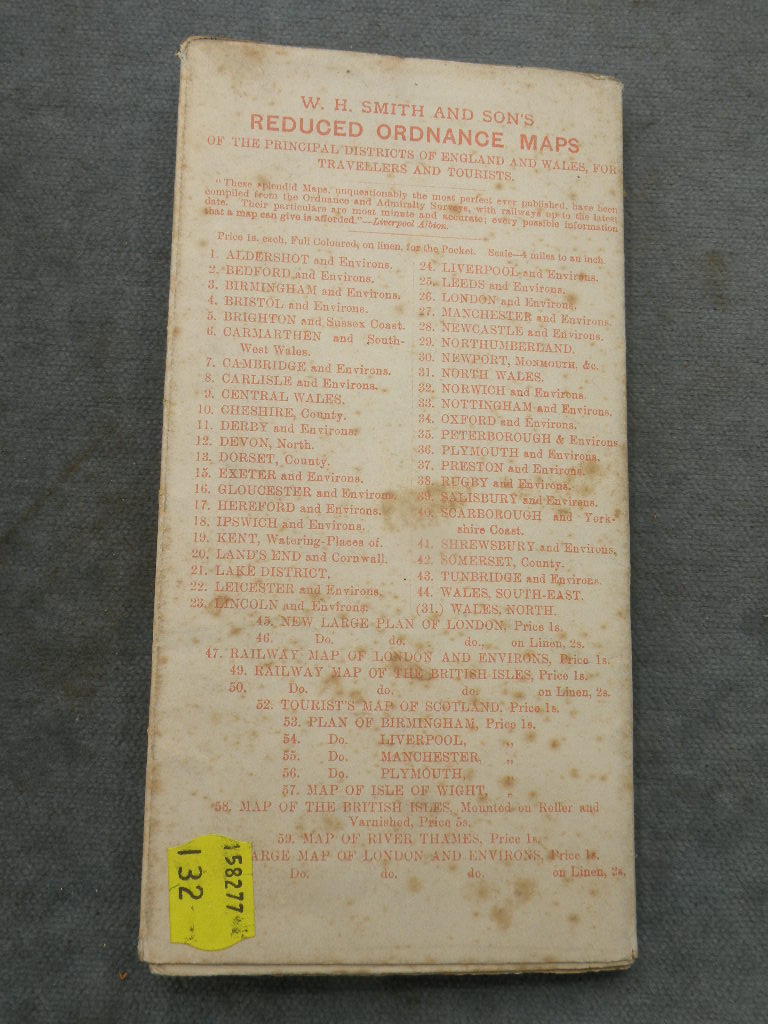 W. H. SMITH AND SON'S
REDUCED ORDNANCE MAPS
OF THE PRINCIPAL DISTRICTS OF ENGLAND AND WALES, FOR
TRAVELLERS AND TOURISTS.
"These splendid Maps, unquestionably the most perfect ever published, have been
compiled from the Ordnance and Admiralty Surveys, with railways up to the latest
date. Their particulars are most minute and accurate; every possible information
that a map can give is afforded."—Liverpool Albion.
Price 1s. each, Full Coloured, on linen, for the Pocket. Scale—4 miles to an inch.
1. ALDERSHOT and Environs.
2. BEDFORD and Environs.
3. BIRMINGHAM and Environs.
4. BRISTOL and Environs.
5. BRIGHTON and Sussex Coast.
6. CARMARTHEN and South-
West Wales.
7. CAMBRIDGE and Environs.
8. CARLISLE and Environs.
9. CENTRAL WALES.
10. CHESHIRE, County.
11. DERBY and Environs.
12. DEVON, North.
13. DORSET, County.
15. EXETER and Environs.
16. GLOUCESTER and Environs.
17. HEREFORD and Environs.
18. IPSWICH and Environs.
19. KENT, Watering-Places of.
20. LAND'S END and Cornwall.
21. LAKE DISTRICT.
22. LEICESTER and Environs.
23. LINCOLN and Environs.
24. LIVERPOOL and Environs.
25. LEEDS and Environs.
26. LONDON and Environs.
27. MANCHESTER and Environs.
28. NEWCASTLE and Environs.
29. NORTHUMBERLAND.
30. NEWPORT, MONMOUTH, &c.
31. NORTH WALES.
32. NORWICH and Environs.
33. NOTTINGHAM and Environs.
34. OXFORD and Environs.
35. PETERBOROUGH & Environs.
36. PLYMOUTH and Environs.
37. PRESTON and Environs.
38. RUGBY and Environs.
39. SALISBURY and Environs.
40. SCARBOROUGH and York-
shire Coast.
41. SHREWSBURY and Environs.
42. SOMERSET, County.
43. TUNBRIDGE and Environs.
44. WALES, SOUTH-EAST.
(31.) WALES, NORTH.
45. NEW LARGE PLAN OF LONDON, Price 1s.
46. Do. do. do., on Linen, 2s.
47. RAILWAY MAP OF LONDON AND ENVIRONS, Price 1s.
49. RAILWAY MAP OF THE BRITISH ISLES, Price 1s.
50. Do. do. do. on Linen, 2s.
52. TOURIST'S MAP OF SCOTLAND, Price 1s.
53. PLAN OF BIRMINGHAM, Price 1s.
54. Do. LIVERPOOL, „
55. Do. MANCHESTER, „
56. Do. PLYMOUTH, „
57. MAP OF ISLE OF WIGHT, „
58. MAP OF THE BRITISH ISLES, Mounted on Roller and
Varnished, Price 5s.
59. MAP OF RIVER THAMES, Price 1s.
LARGE MAP OF LONDON AND ENVIRONS, Price 1s.
Do. do. do. on Linen, 2s.
158277
132